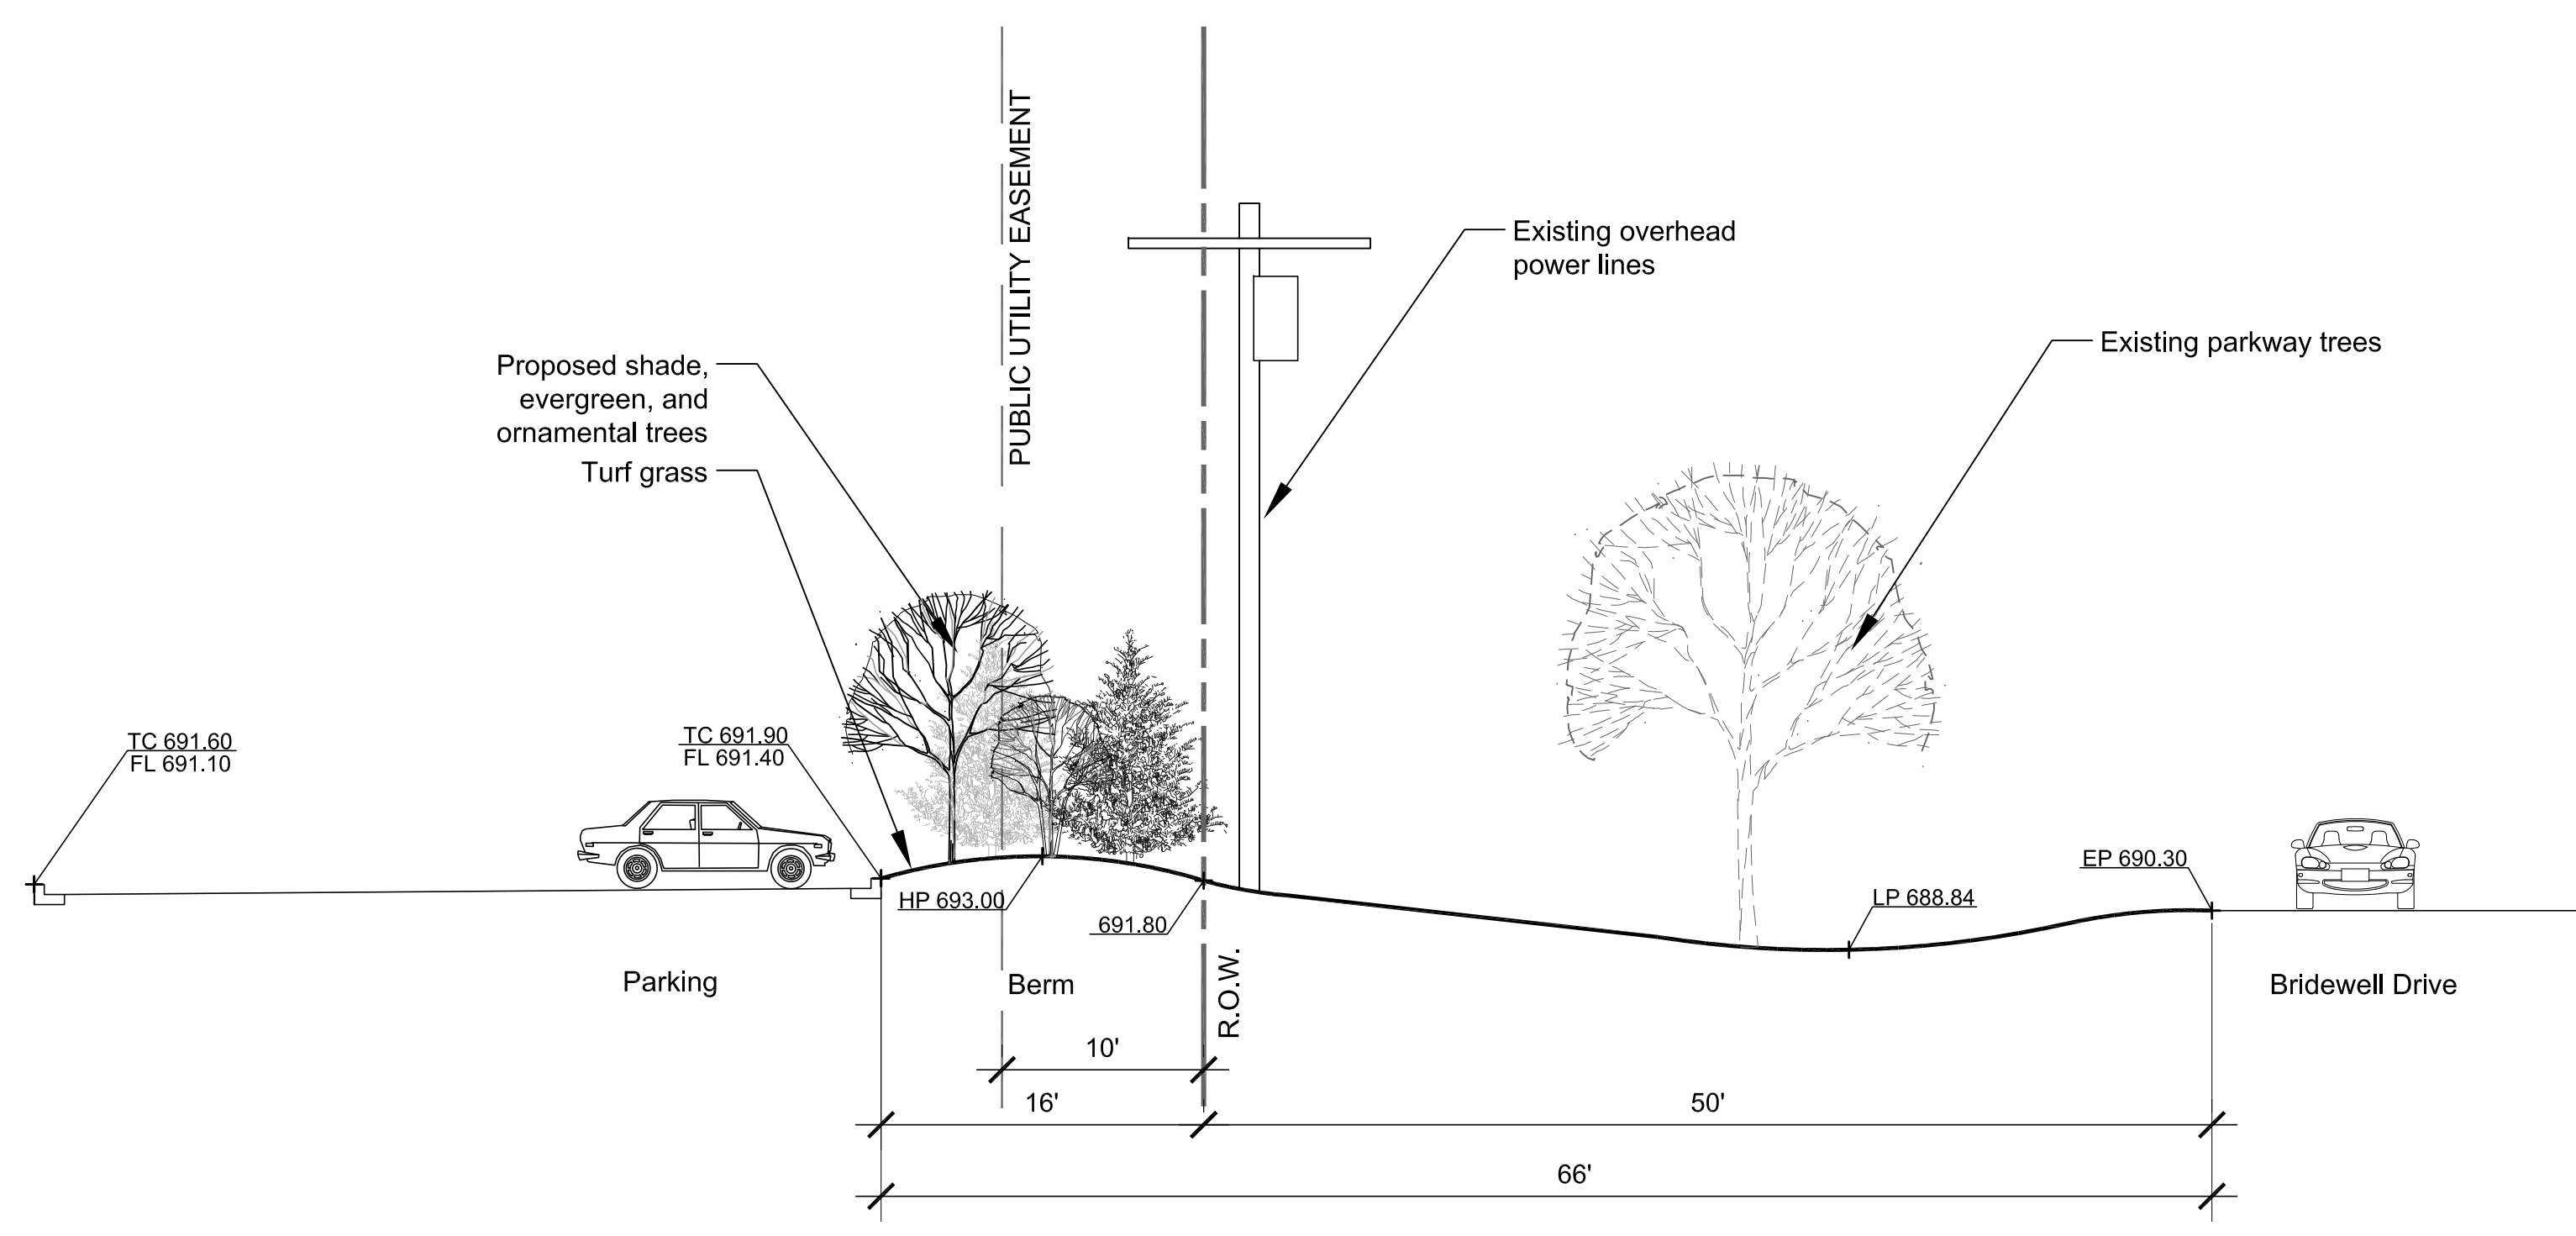 PUBLIC UTILITY EASEMENT
Existing overhead
power lines
Existing parkway trees
Proposed shade,
evergreen, and
ornamental trees
Turf grass
TC 691.60
FL 691.10
TC 691.90
FL 691.40
HP 693.00
691.80
LP 688.84
EP 690.30
Parking
Berm
R.O.W.
Bridewell Drive
10'
16'
50'
66'